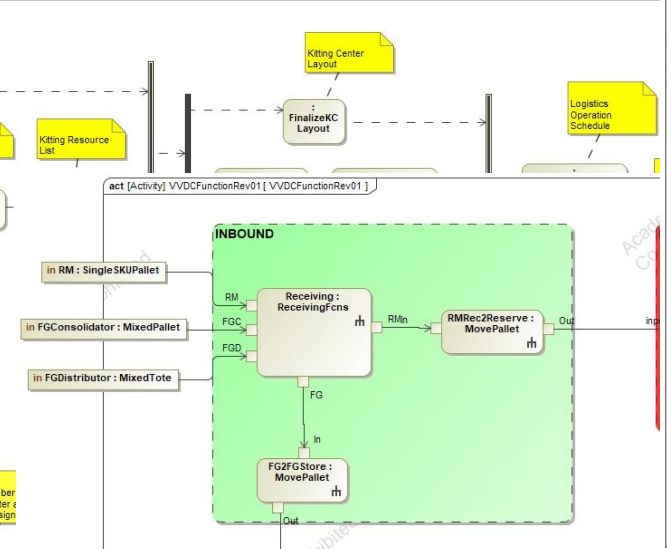 Kitting Center
Layout
:
FinalizeKC
Layout
Logistics
Operation
Schedule
Kitting Resource
List
:
act [Activity] VVDCFunctionRev01 [ VVDCFunctionRev01 ]
INBOUND
in RM : SingleSKUPallet
RM
Receiving :
ReceivingFcns
in FGConsolidator : MixedPallet
FGC
RMIn
RMRec2Reserve :
MovePallet
Out
FGD
in FGDistributor : MixedTote
FG
In
FG2FGStore :
MovePallet
Out